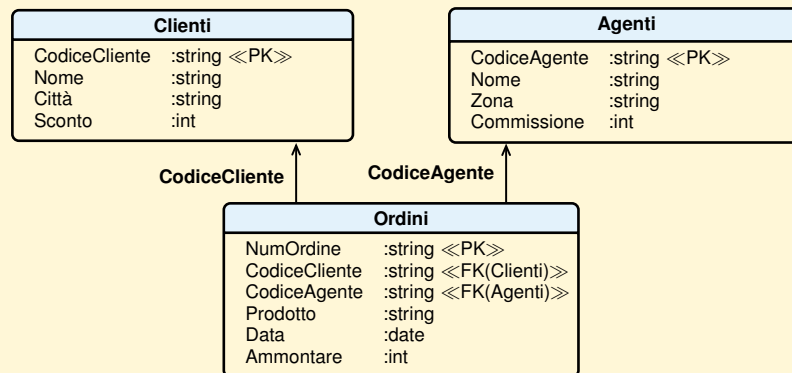 Clienti
CodiceCliente :string ≪PK≫
Nome :string
Città :string
Sconto :int
Agenti
CodiceAgente :string ≪PK≫
Nome :string
Zona :string
Commissione :int
CodiceCliente
CodiceAgente
Ordini
NumOrdine :string ≪PK≫
CodiceCliente :string ≪FK(Clienti)≫
CodiceAgente :string ≪FK(Agenti)≫
Prodotto :string
Data :date
Ammontare :int